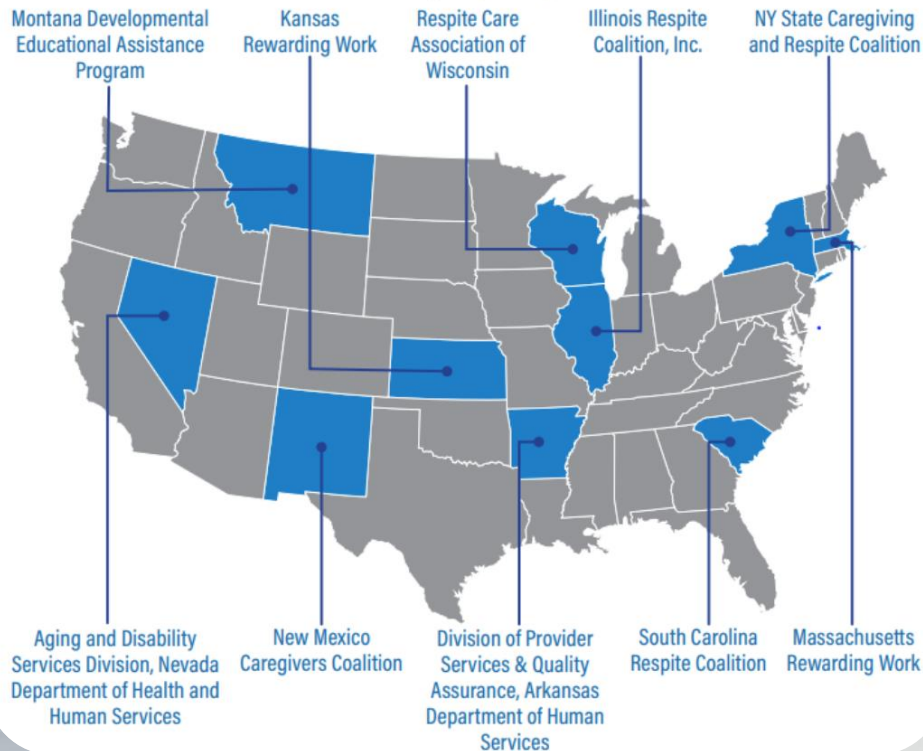 Montana Developmental
Educational Assistance
Program
Kansas
Rewarding Work
Respite Care
Association of
Wisconsin
Illinois Respite
Coalition, Inc.
NY State Caregiving
and Respite Coalition
Aging and Disability
Services Division, Nevada
Department of Health and
Human Services
New Mexico
Caregivers Coalition
Division of Provider
Services & Quality
Assurance, Arkansas
Department of Human
Services
South Carolina
Respite Coalition
Massachusetts
Rewarding Work